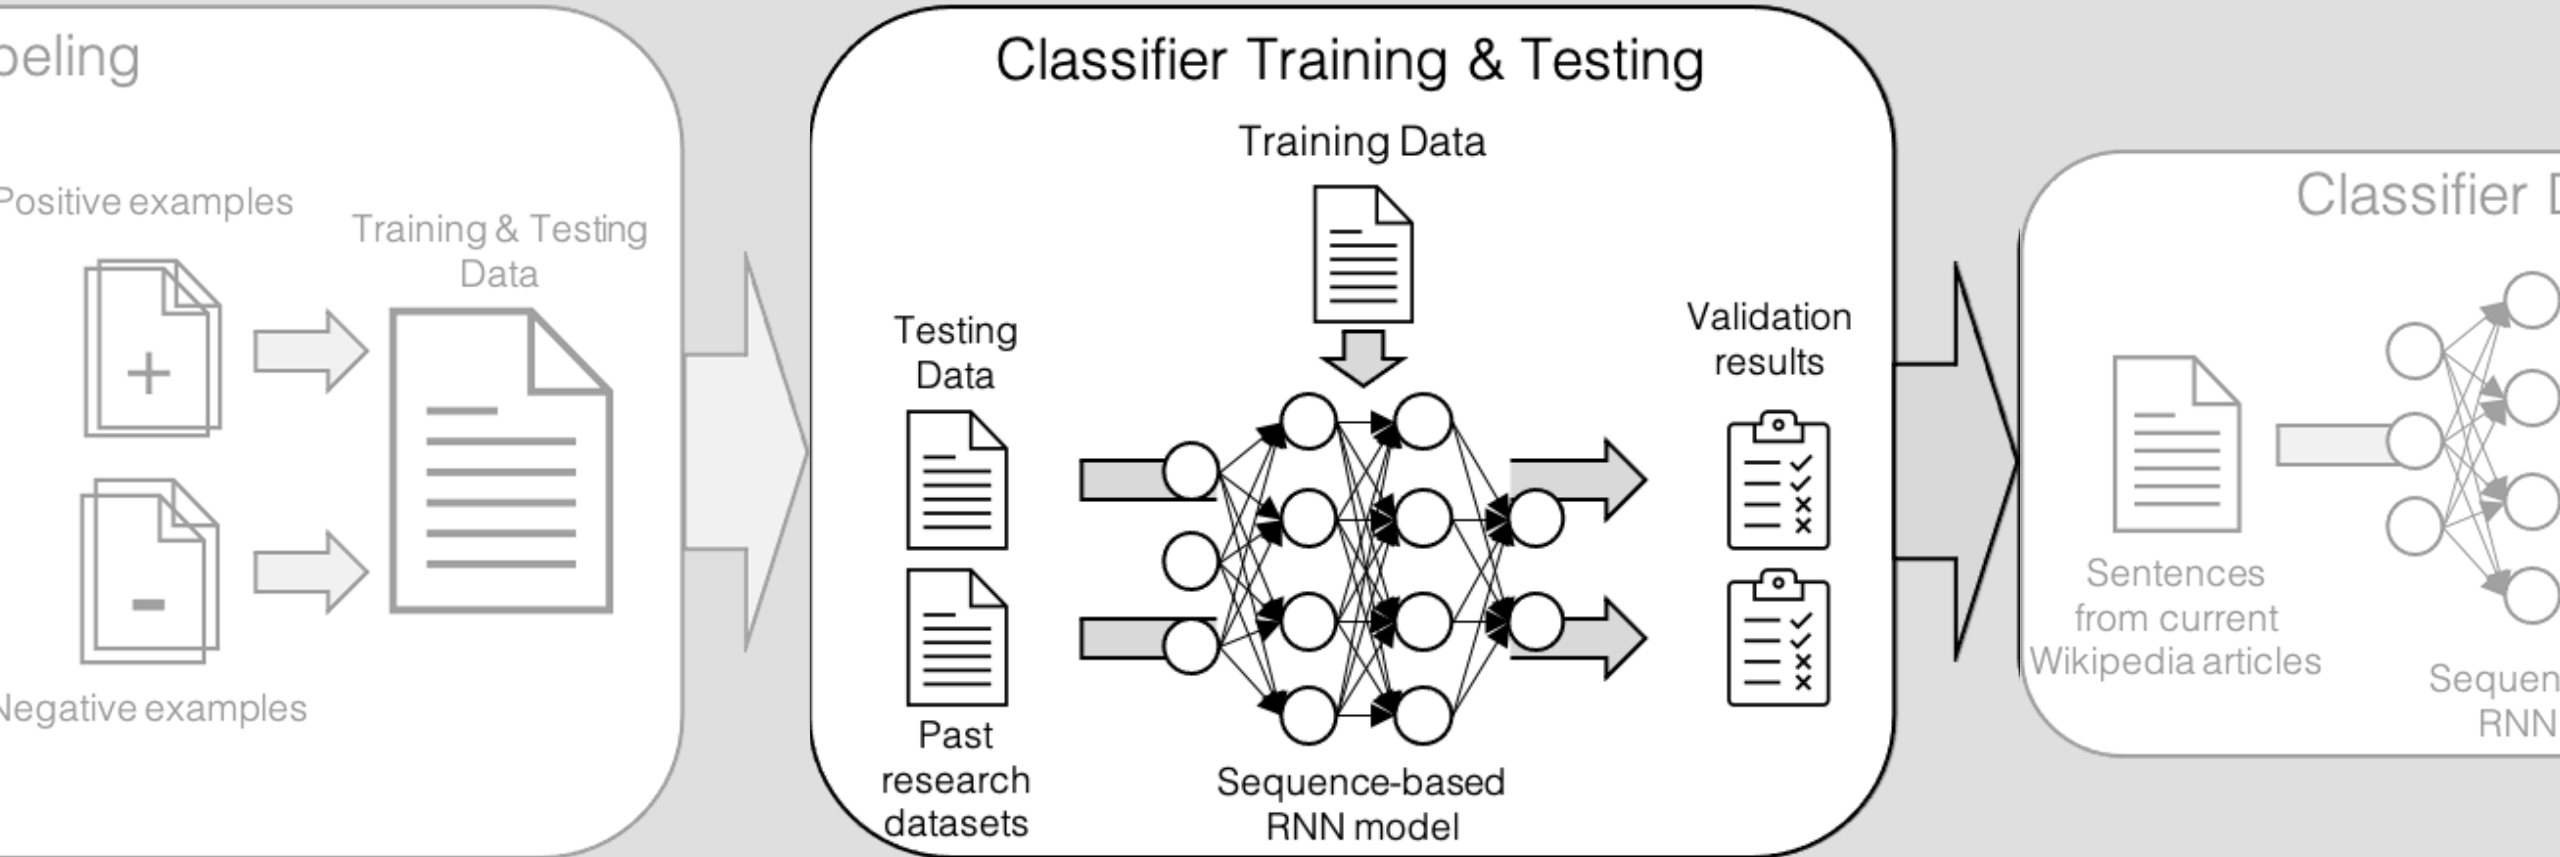 beling
Positive examples
Training & Testing
Data
Negative examples
Classifier Training & Testing
Training Data
Testing
Data
Past
research
datasets
Sequence-based
RNN model
Validation
results
Classifier
Sentences
from current
Wikipedia articles
Sequen
RNN